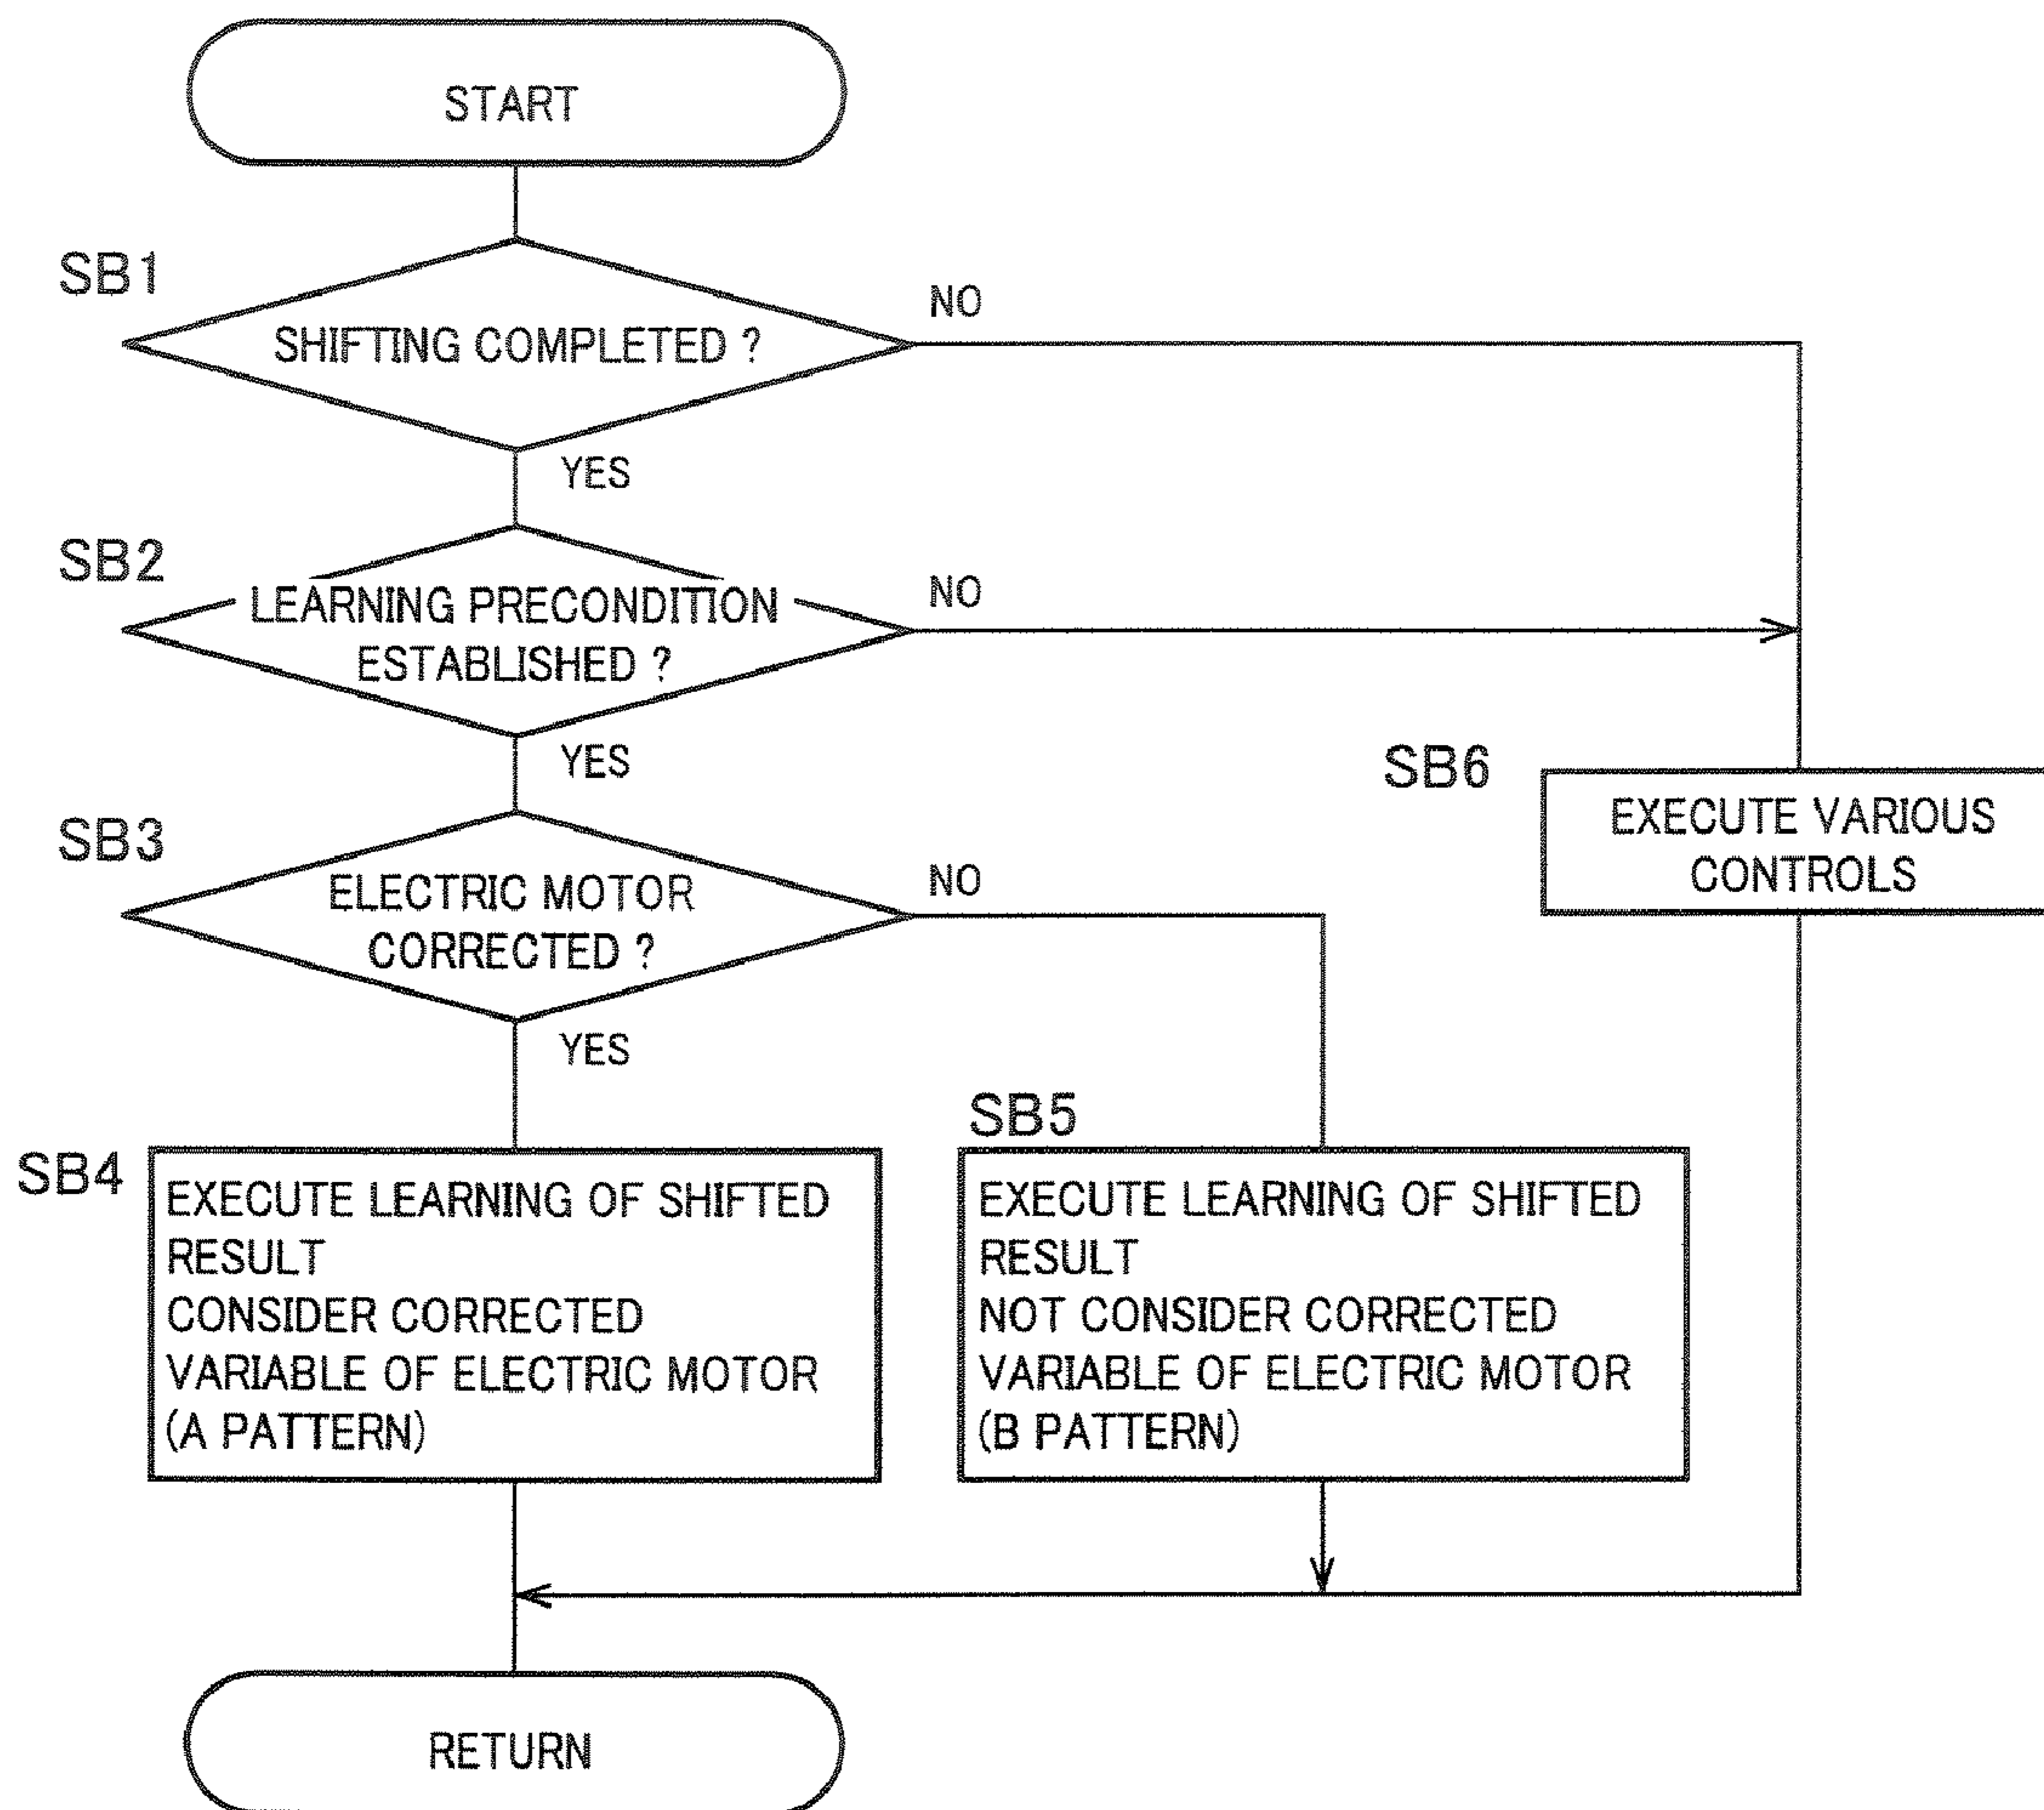 START
SB1
SHIFTING COMPLETED ?
NO
YES
SB2
LEARNING PRECONDITION
ESTABLISHED ?
NO
YES
SB3
ELECTRIC MOTOR
CORRECTED ?
NO
YES
SB6
EXECUTE VARIOUS
CONTROLS
SB4
EXECUTE LEARNING OF SHIFTED
RESULT
CONSIDER CORRECTED
VARIABLE OF ELECTRIC MOTOR
(A PATTERN)
SB5
EXECUTE LEARNING OF SHIFTED
RESULT
NOT CONSIDER CORRECTED
VARIABLE OF ELECTRIC MOTOR
(B PATTERN)
RETURN